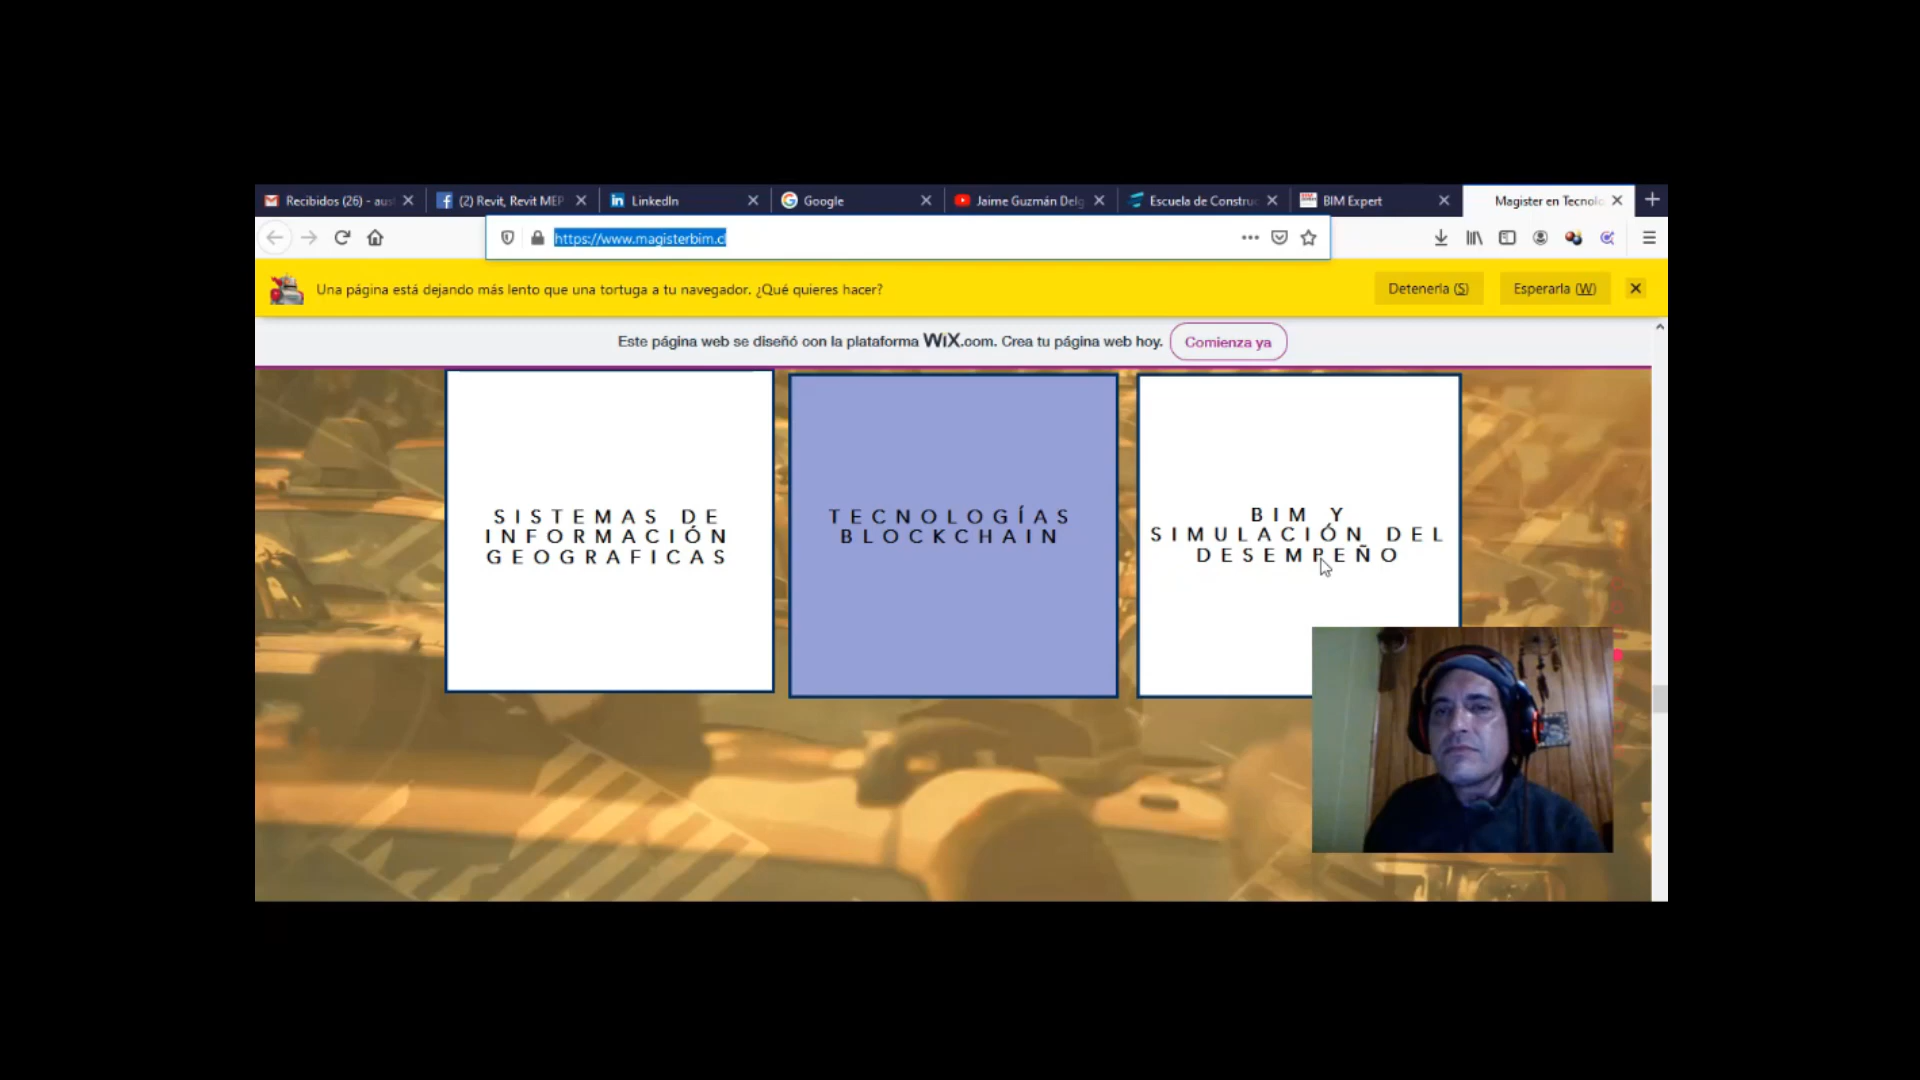 Recibidos (26) - aus
(2) Revit, Revit MEP
LinkedIn
Google
Jaime Guzmán Delg
Escuela de Construc
BIM Expert
Magister en Tecnolo
https://www.magisterbim.cl
Una página está dejando más lento que una tortuga a tu navegador. ¿Qué quieres hacer?
Detenerla (S)
Esperarla (W)
Este página web se diseñó con la plataforma WiX.com. Crea tu página web hoy.
Comienza ya
SISTEMAS DE
INFORMACIÓN
GEOGRAFICAS
TECNOLOGÍAS
BLOCKCHAIN
BIM Y
SIMULACIÓN DEL
DESEMPEÑO